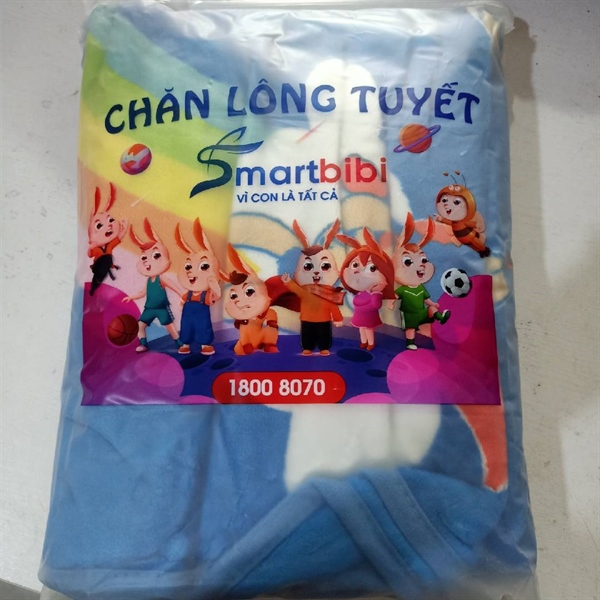 CHĂN LÔNG TUYẾT
Smartbibi
VÌ CON LÀ TẤT CẢ
1800 8070